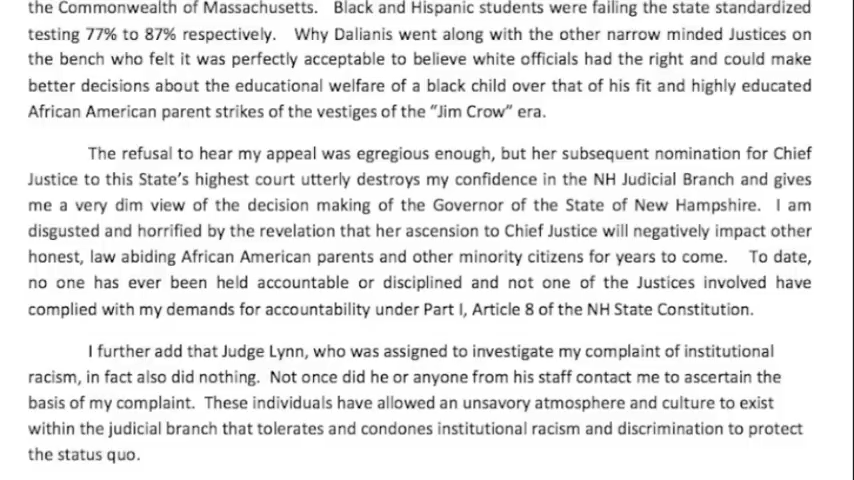 the Commonwealth of Massachusetts. Black and Hispanic students were failing the state standardized
testing 77% to 87% respectively. Why Dalianis went along with the other narrow minded Justices on
the bench who felt it was perfectly acceptable to believe white officials had the right and could make
better decisions about the educational welfare of a black child over that of his fit and highly educated
African American parent strikes of the vestiges of the “Jim Crow” era.
The refusal to hear my appeal was egregious enough, but her subsequent nomination for Chief
Justice to this State’s highest court utterly destroys my confidence in the NH Judicial Branch and gives
me a very dim view of the decision making of the Governor of the State of New Hampshire. I am
disgusted and horrified by the revelation that her ascension to Chief Justice will negatively impact other
honest, law abiding African American parents and other minority citizens for years to come. To date,
no one has ever been held accountable or disciplined and not one of the Justices involved have
complied with my demands for accountability under Part I, Article 8 of the NH State Constitution.
I further add that Judge Lynn, who was assigned to investigate my complaint of institutional
racism, in fact also did nothing. Not once did he or anyone from his staff contact me to ascertain the
basis of my complaint. These individuals have allowed an unsavory atmosphere and culture to exist
within the judicial branch that tolerates and condones institutional racism and discrimination to protect
the status quo.